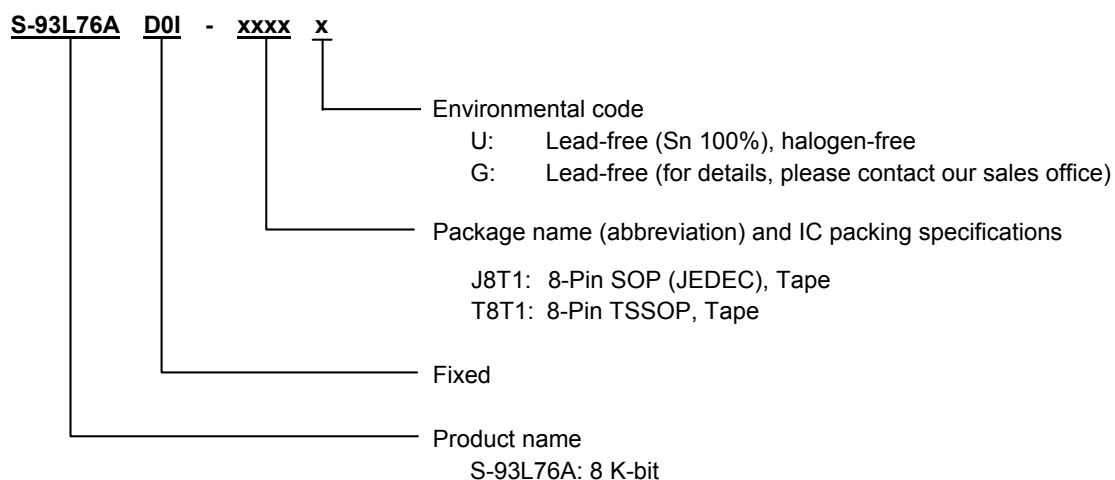 S-93L76A D0I - xxxx x
Environmental code
U: Lead-free (Sn 100%), halogen-free
G: Lead-free (for details, please contact our sales office)
Package name (abbreviation) and IC packing specifications
J8T1: 8-Pin SOP (JEDEC), Tape
T8T1: 8-Pin TSSOP, Tape
Fixed
Product name
S-93L76A: 8 K-bit